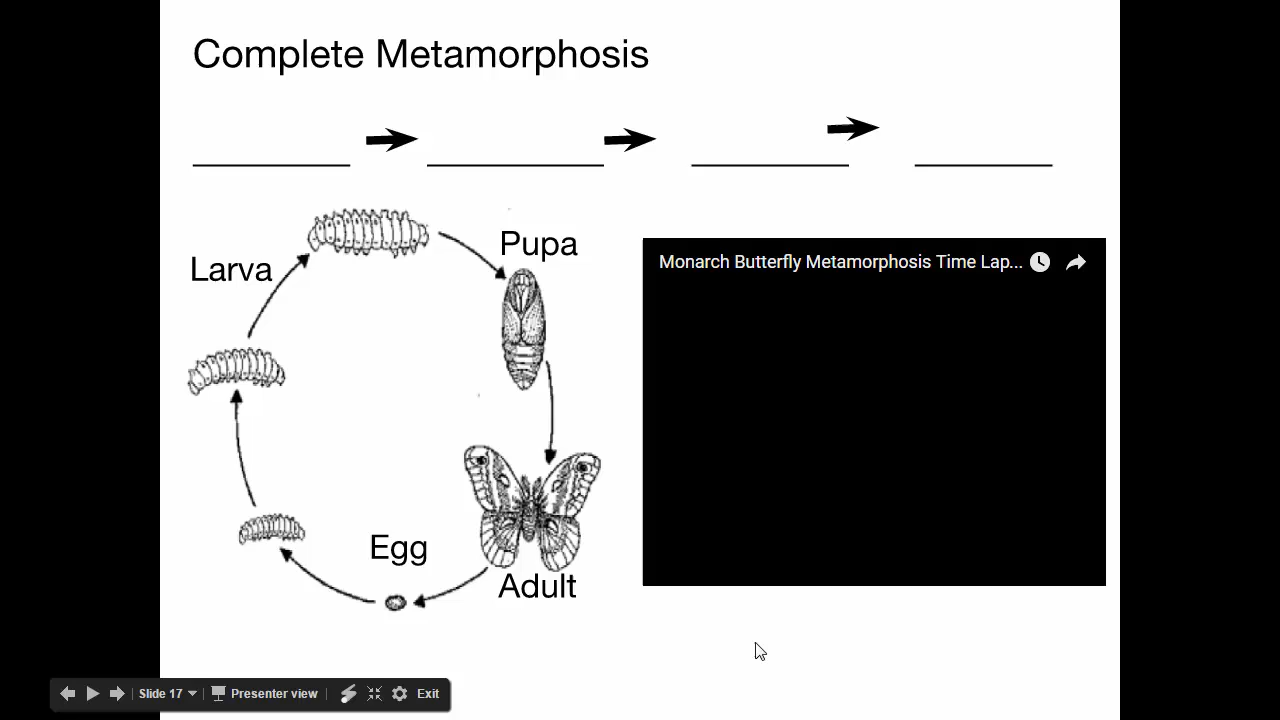 Complete Metamorphosis
Pupa
Larva
Monarch Butterfly Metamorphosis Time Lap...
Egg
Adult
Slide 17
Presenter view
Exit